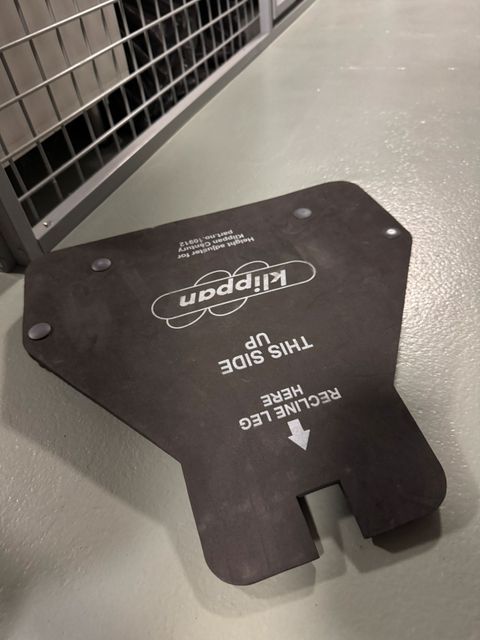 RECLINE LEG
HERE
THIS SIDE
UP
klippan
Height adjuster for
Klippan Century
part.no.10912